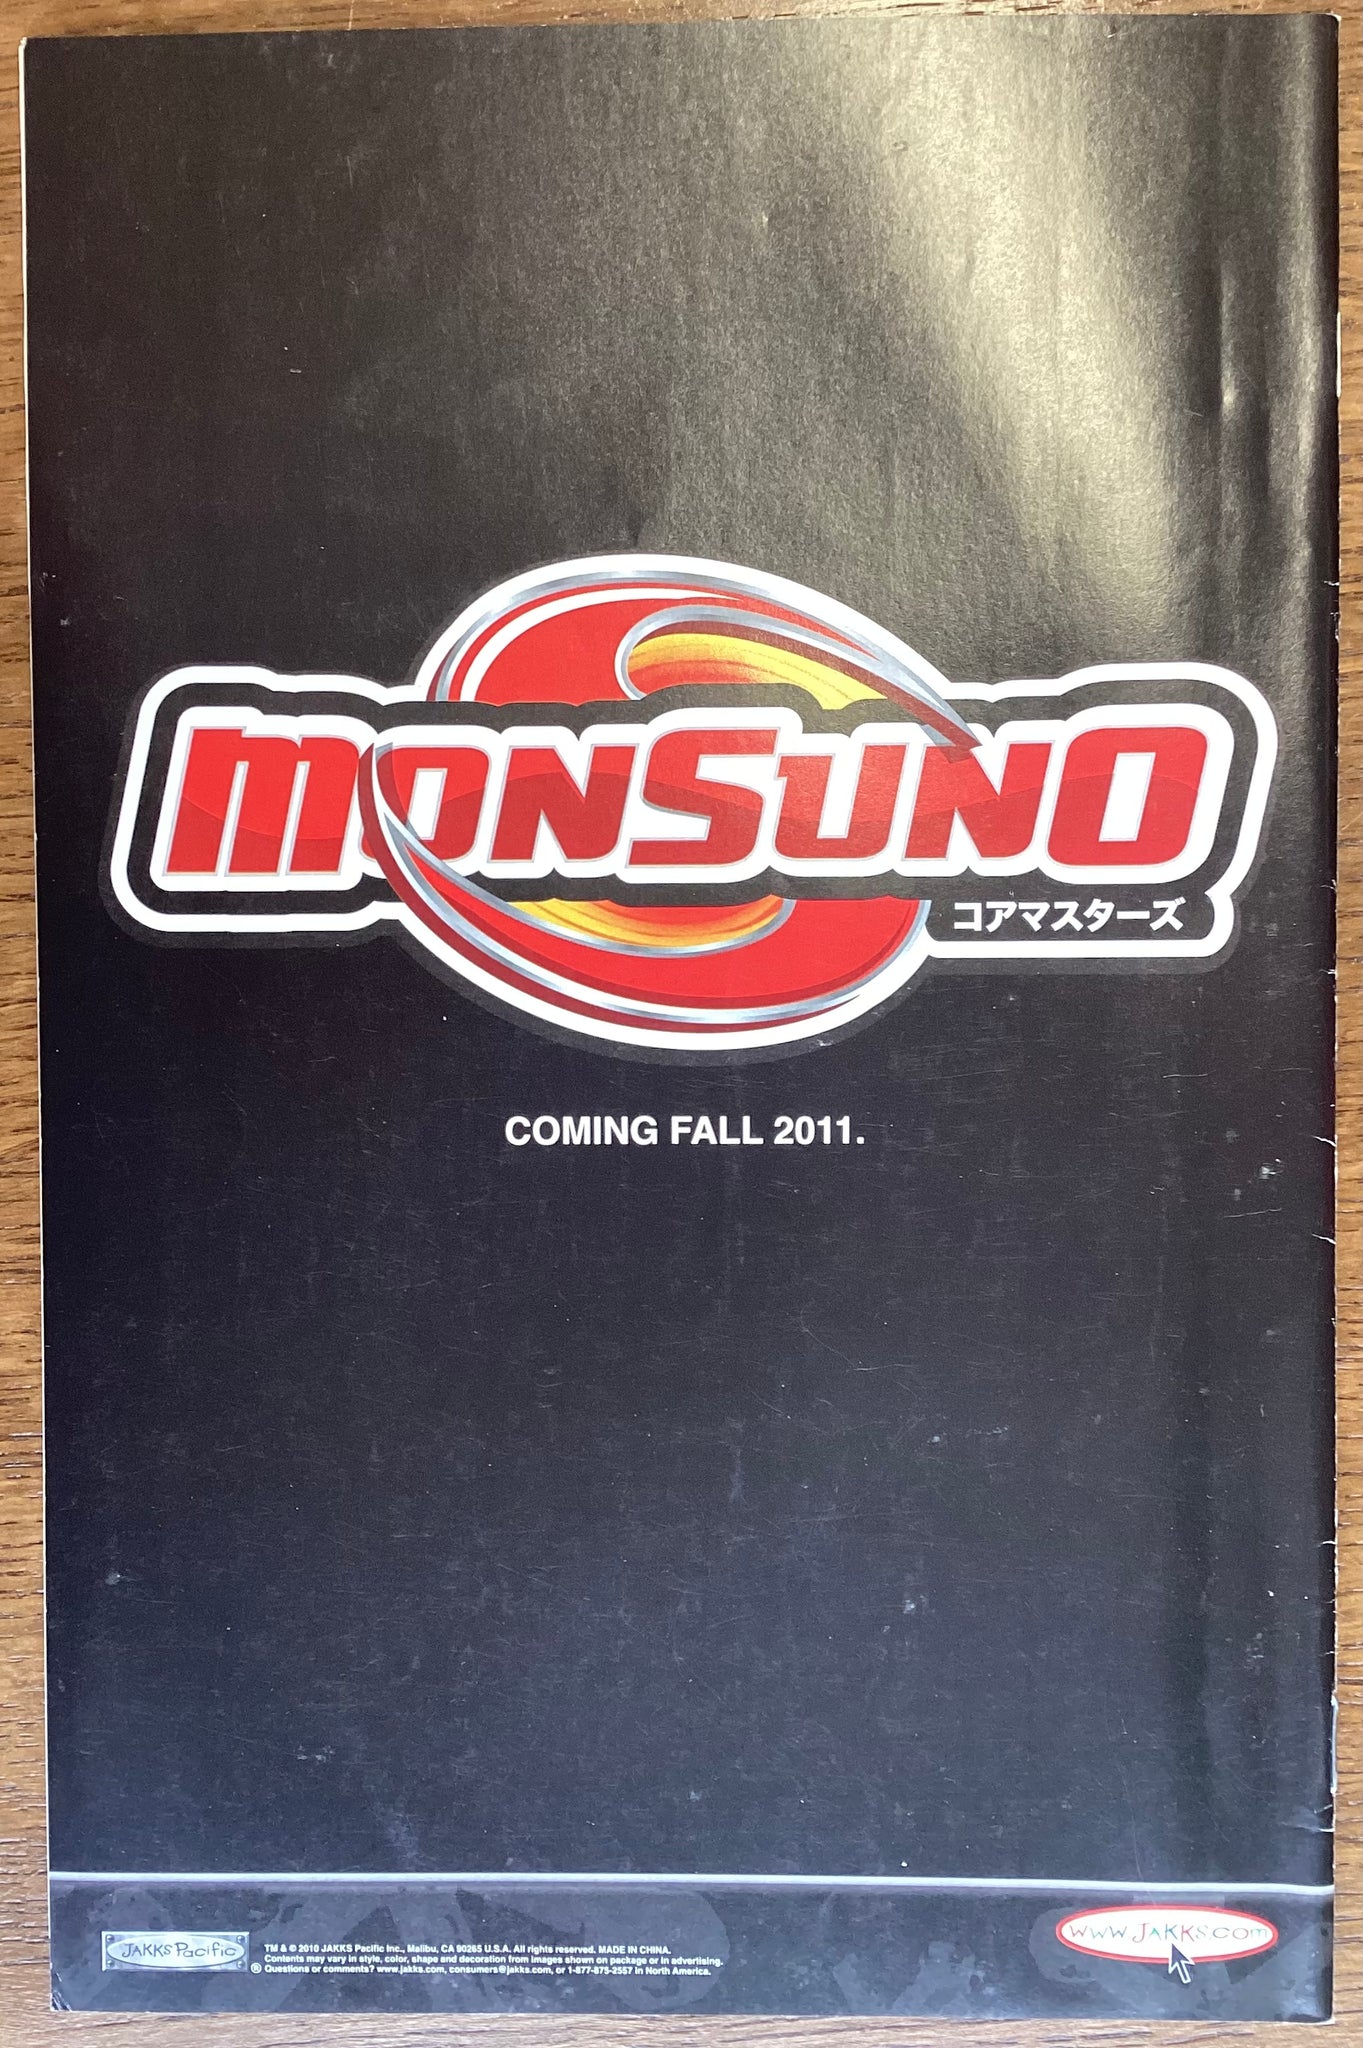 MONSUNO
コアマスターズ
COMING FALL 2011.
JAKKS Pacific
TM & © 2010 JAKKS Pacific Inc., Malibu, CA 90265 U.S.A. All rights reserved. MADE IN CHINA.
Contents may vary in style, color, shape and decoration from images shown on package or in advertising.
® Questions or comments? www.jakks.com, consumers@jakks.com, or 1-877-875-2557 in North America.
www.JAKKS.com